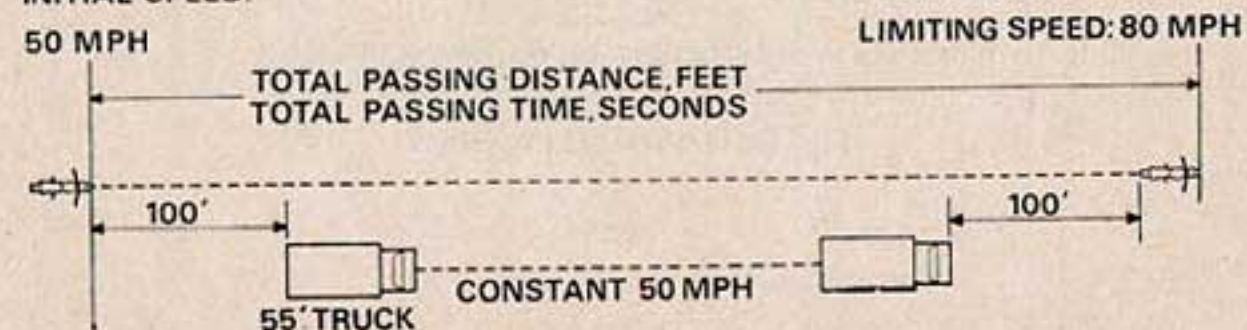 50 MPH
LIMITING SPEED: 80 MPH
TOTAL PASSING DISTANCE, FEET
TOTAL PASSING TIME, SECONDS
100'
100'
CONSTANT 50 MPH
55' TRUCK